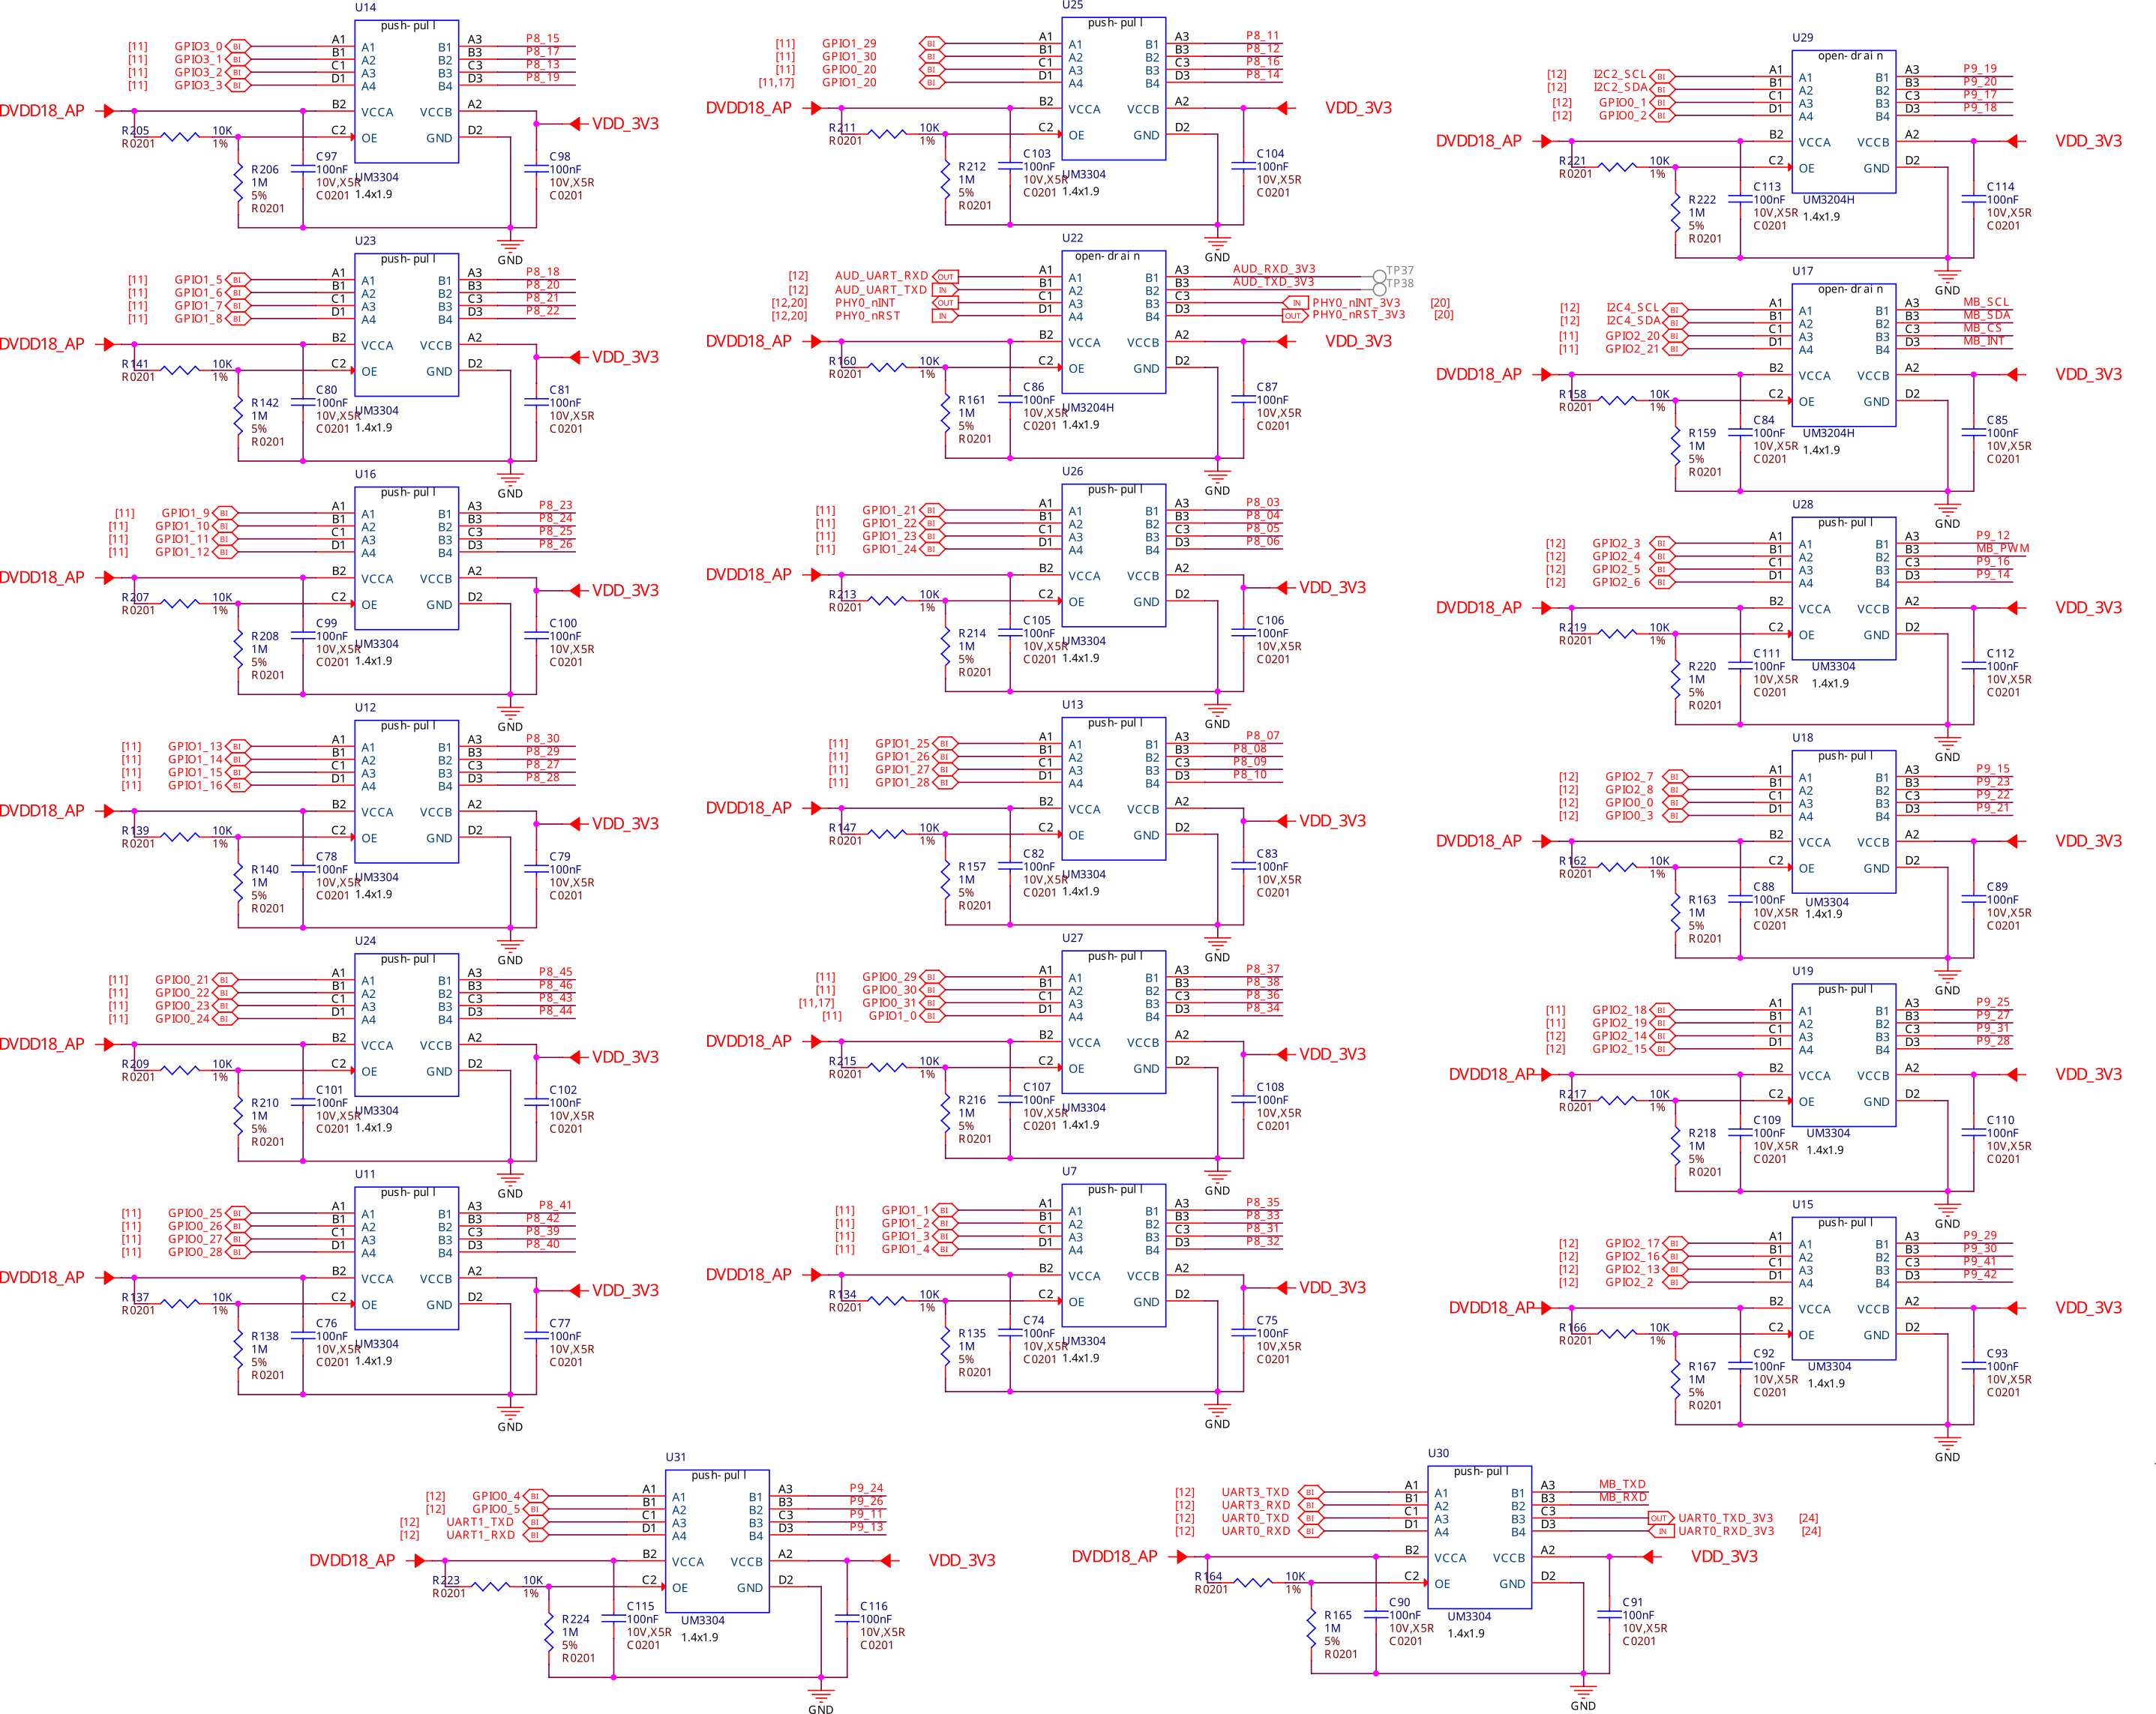 U14
push-pull
[11] GPIO3_0 BI A1 A1 B1 A3 P8_15
[11] GPIO3_1 BI B1 A2 B2 B3 P8_17
[11] GPIO3_2 BI C1 A3 B3 C3 P8_13
[11] GPIO3_3 BI D1 A4 B4 D3 P8_19
DVDD18_AP B2 VCCA VCCB A2 VDD_3V3
R205 10K C2 OE GND D2
R0201 1%
R206 C97 C98
1M 100nF 100nF
5% 10V,X5R 10V,X5R
R0201 C0201 C0201
UM3304
1.4x1.9
GND
U23
push-pull
[11] GPIO1_5 BI A1 A1 B1 A3 P8_18
[11] GPIO1_6 BI B1 A2 B2 B3 P8_20
[11] GPIO1_7 BI C1 A3 B3 C3 P8_21
[11] GPIO1_8 BI D1 A4 B4 D3 P8_22
DVDD18_AP B2 VCCA VCCB A2 VDD_3V3
R141 10K C2 OE GND D2
R0201 1%
R142 C80 C81
1M 100nF 100nF
5% 10V,X5R 10V,X5R
R0201 C0201 C0201
UM3304
1.4x1.9
GND
U16
push-pull
[11] GPIO1_9 BI A1 A1 B1 A3 P8_23
[11] GPIO1_10 BI B1 A2 B2 B3 P8_24
[11] GPIO1_11 BI C1 A3 B3 C3 P8_25
[11] GPIO1_12 BI D1 A4 B4 D3 P8_26
DVDD18_AP B2 VCCA VCCB A2 VDD_3V3
R207 10K C2 OE GND D2
R0201 1%
R208 C99 C100
1M 100nF 100nF
5% 10V,X5R 10V,X5R
R0201 C0201 C0201
UM3304
1.4x1.9
GND
U12
push-pull
[11] GPIO1_13 BI A1 A1 B1 A3 P8_30
[11] GPIO1_14 BI B1 A2 B2 B3 P8_29
[11] GPIO1_15 BI C1 A3 B3 C3 P8_27
[11] GPIO1_16 BI D1 A4 B4 D3 P8_28
DVDD18_AP B2 VCCA VCCB A2 VDD_3V3
R139 10K C2 OE GND D2
R0201 1%
R140 C78 C79
1M 100nF 100nF
5% 10V,X5R 10V,X5R
R0201 C0201 C0201
UM3304
1.4x1.9
GND
U24
push-pull
[11] GPIO0_21 BI A1 A1 B1 A3 P8_45
[11] GPIO0_22 BI B1 A2 B2 B3 P8_46
[11] GPIO0_23 BI C1 A3 B3 C3 P8_43
[11] GPIO0_24 BI D1 A4 B4 D3 P8_44
DVDD18_AP B2 VCCA VCCB A2 VDD_3V3
R209 10K C2 OE GND D2
R0201 1%
R210 C101 C102
1M 100nF 100nF
5% 10V,X5R 10V,X5R
R0201 C0201 C0201
UM3304
1.4x1.9
GND
U11
push-pull
[11] GPIO0_25 BI A1 A1 B1 A3 P8_41
[11] GPIO0_26 BI B1 A2 B2 B3 P8_42
[11] GPIO0_27 BI C1 A3 B3 C3 P8_39
[11] GPIO0_28 BI D1 A4 B4 D3 P8_40
DVDD18_AP B2 VCCA VCCB A2 VDD_3V3
R137 10K C2 OE GND D2
R0201 1%
R138 C76 C77
1M 100nF 100nF
5% 10V,X5R 10V,X5R
R0201 C0201 C0201
UM3304
1.4x1.9
GND
U25
push-pull
[11] GPIO1_29 BI A1 A1 B1 A3 P8_11
[11] GPIO1_30 BI B1 A2 B2 B3 P8_12
[11] GPIO0_20 BI C1 A3 B3 C3 P8_16
[11,17] GPIO1_20 BI D1 A4 B4 D3 P8_14
DVDD18_AP B2 VCCA VCCB A2 VDD_3V3
R211 10K C2 OE GND D2
R0201 1%
R212 C103 C104
1M 100nF 100nF
5% 10V,X5R 10V,X5R
R0201 C0201 C0201
UM3304
1.4x1.9
GND
U22
open-drain
[12] AUD_UART_RXD OUT A1 A1 B1 A3 AUD_RXD_3V3 TP37
[12] AUD_UART_TXD IN B1 A2 B2 B3 AUD_TXD_3V3 TP38
[12,20] PHY0_nINT OUT C1 A3 B3 C3 IN PHY0_nINT_3V3 [20]
[12,20] PHY0_nRST IN D1 A4 B4 D3 OUT PHY0_nRST_3V3 [20]
DVDD18_AP B2 VCCA VCCB A2 VDD_3V3
R160 10K C2 OE GND D2
R0201 1%
R161 C86 C87
1M 100nF 100nF
5% 10V,X5R 10V,X5R
R0201 C0201 C0201
UM3204H
1.4x1.9
GND
U26
push-pull
[11] GPIO1_21 BI A1 A1 B1 A3 P8_03
[11] GPIO1_22 BI B1 A2 B2 B3 P8_04
[11] GPIO1_23 BI C1 A3 B3 C3 P8_05
[11] GPIO1_24 BI D1 A4 B4 D3 P8_06
DVDD18_AP B2 VCCA VCCB A2 VDD_3V3
R213 10K C2 OE GND D2
R0201 1%
R214 C105 C106
1M 100nF 100nF
5% 10V,X5R 10V,X5R
R0201 C0201 C0201
UM3304
1.4x1.9
GND
U13
push-pull
[11] GPIO1_25 BI A1 A1 B1 A3 P8_07
[11] GPIO1_26 BI B1 A2 B2 B3 P8_08
[11] GPIO1_27 BI C1 A3 B3 C3 P8_09
[11] GPIO1_28 BI D1 A4 B4 D3 P8_10
DVDD18_AP B2 VCCA VCCB A2 VDD_3V3
R147 10K C2 OE GND D2
R0201 1%
R157 C82 C83
1M 100nF 100nF
5% 10V,X5R 10V,X5R
R0201 C0201 C0201
UM3304
1.4x1.9
GND
U27
push-pull
[11] GPIO0_29 BI A1 A1 B1 A3 P8_37
[11] GPIO0_30 BI B1 A2 B2 B3 P8_38
[11,17] GPIO0_31 BI C1 A3 B3 C3 P8_36
[11] GPIO1_0 BI D1 A4 B4 D3 P8_34
DVDD18_AP B2 VCCA VCCB A2 VDD_3V3
R215 10K C2 OE GND D2
R0201 1%
R216 C107 C108
1M 100nF 100nF
5% 10V,X5R 10V,X5R
R0201 C0201 C0201
UM3304
1.4x1.9
GND
U7
push-pull
[11] GPIO1_1 BI A1 A1 B1 A3 P8_35
[11] GPIO1_2 BI B1 A2 B2 B3 P8_33
[11] GPIO1_3 BI C1 A3 B3 C3 P8_31
[11] GPIO1_4 BI D1 A4 B4 D3 P8_32
DVDD18_AP B2 VCCA VCCB A2 VDD_3V3
R134 10K C2 OE GND D2
R0201 1%
R135 C74 C75
1M 100nF 100nF
5% 10V,X5R 10V,X5R
R0201 C0201 C0201
UM3304
1.4x1.9
GND
U29
open-drain
[12] I2C2_SCL BI A1 A1 B1 A3 P9_19
[12] I2C2_SDA BI B1 A2 B2 B3 P9_20
[12] GPIO0_1 BI C1 A3 B3 C3 P9_17
[12] GPIO0_2 BI D1 A4 B4 D3 P9_18
DVDD18_AP B2 VCCA VCCB A2 VDD_3V3
R221 10K C2 OE GND D2
R0201 1%
R222 C113 C114
1M 100nF 100nF
5% 10V,X5R 10V,X5R
R0201 C0201 C0201
UM3204H
1.4x1.9
GND
U17
open-drain
[12] I2C4_SCL BI A1 A1 B1 A3 MB_SCL
[12] I2C4_SDA BI B1 A2 B2 B3 MB_SDA
[11] GPIO2_20 BI C1 A3 B3 C3 MB_CS
[11] GPIO2_21 BI D1 A4 B4 D3 MB_INT
DVDD18_AP B2 VCCA VCCB A2 VDD_3V3
R158 10K C2 OE GND D2
R0201 1%
R159 C84 C85
1M 100nF 100nF
5% 10V,X5R 10V,X5R
R0201 C0201 C0201
UM3204H
1.4x1.9
GND
U28
push-pull
[12] GPIO2_3 BI A1 A1 B1 A3 P9_12
[12] GPIO2_4 BI B1 A2 B2 B3 MB_PWM
[12] GPIO2_5 BI C1 A3 B3 C3 P9_16
[12] GPIO2_6 BI D1 A4 B4 D3 P9_14
DVDD18_AP B2 VCCA VCCB A2 VDD_3V3
R219 10K C2 OE GND D2
R0201 1%
R220 C111 C112
1M 100nF 100nF
5% 10V,X5R 10V,X5R
R0201 C0201 C0201
UM3304
1.4x1.9
GND
U18
push-pull
[12] GPIO2_7 BI A1 A1 B1 A3 P9_15
[12] GPIO2_8 BI B1 A2 B2 B3 P9_23
[12] GPIO0_0 BI C1 A3 B3 C3 P9_22
[12] GPIO0_3 BI D1 A4 B4 D3 P9_21
DVDD18_AP B2 VCCA VCCB A2 VDD_3V3
R162 10K C2 OE GND D2
R0201 1%
R163 C88 C89
1M 100nF 100nF
5% 10V,X5R 10V,X5R
R0201 C0201 C0201
UM3304
1.4x1.9
GND
U19
push-pull
[11] GPIO2_18 BI A1 A1 B1 A3 P9_25
[11] GPIO2_19 BI B1 A2 B2 B3 P9_27
[12] GPIO2_14 BI C1 A3 B3 C3 P9_31
[12] GPIO2_15 BI D1 A4 B4 D3 P9_28
DVDD18_AP B2 VCCA VCCB A2 VDD_3V3
R217 10K C2 OE GND D2
R0201 1%
R218 C109 C110
1M 100nF 100nF
5% 10V,X5R 10V,X5R
R0201 C0201 C0201
UM3304
1.4x1.9
GND
U15
push-pull
[12] GPIO2_17 BI A1 A1 B1 A3 P9_29
[12] GPIO2_16 BI B1 A2 B2 B3 P9_30
[12] GPIO2_13 BI C1 A3 B3 C3 P9_41
[12] GPIO2_2 BI D1 A4 B4 D3 P9_42
DVDD18_AP B2 VCCA VCCB A2 VDD_3V3
R166 10K C2 OE GND D2
R0201 1%
R167 C92 C93
1M 100nF 100nF
5% 10V,X5R 10V,X5R
R0201 C0201 C0201
UM3304
1.4x1.9
GND
U31
push-pull
[12] GPIO0_4 BI A1 A1 B1 A3 P9_24
[12] GPIO0_5 BI B1 A2 B2 B3 P9_26
[12] UART1_TXD BI C1 A3 B3 C3 P9_11
[12] UART1_RXD BI D1 A4 B4 D3 P9_13
DVDD18_AP B2 VCCA VCCB A2 VDD_3V3
R223 10K C2 OE GND D2
R0201 1%
R224 C115 C116
1M 100nF 100nF
5% 10V,X5R 10V,X5R
R0201 C0201 C0201
UM3304
1.4x1.9
GND
U30
push-pull
[12] UART3_TXD BI A1 A1 B1 A3 MB_TXD
[12] UART3_RXD BI B1 A2 B2 B3 MB_RXD
[12] UART0_TXD BI C1 A3 B3 C3 OUT UART0_TXD_3V3 [24]
[12] UART0_RXD BI D1 A4 B4 D3 IN UART0_RXD_3V3 [24]
DVDD18_AP B2 VCCA VCCB A2 VDD_3V3
R164 10K C2 OE GND D2
R0201 1%
R165 C90 C91
1M 100nF 100nF
5% 10V,X5R 10V,X5R
R0201 C0201 C0201
UM3304
1.4x1.9
GND